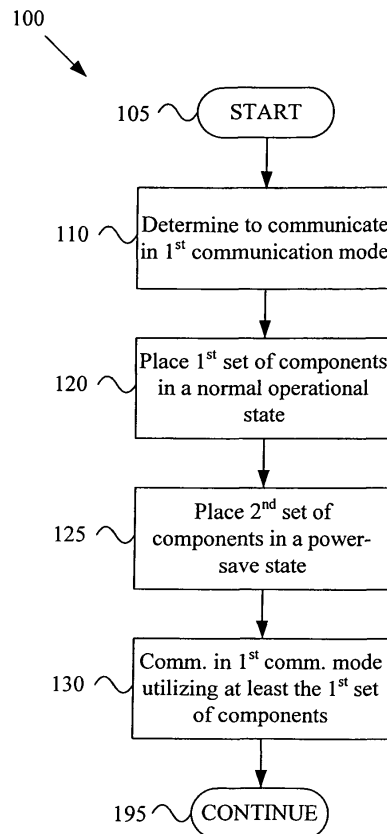 100
105
START
110
Determine to communicate
in 1st communication mode
120
Place 1st set of components
in a normal operational
state
125
Place 2nd set of
components in a power-
save state
130
Comm. in 1st comm. mode
utilizing at least the 1st set
of components
195
CONTINUE